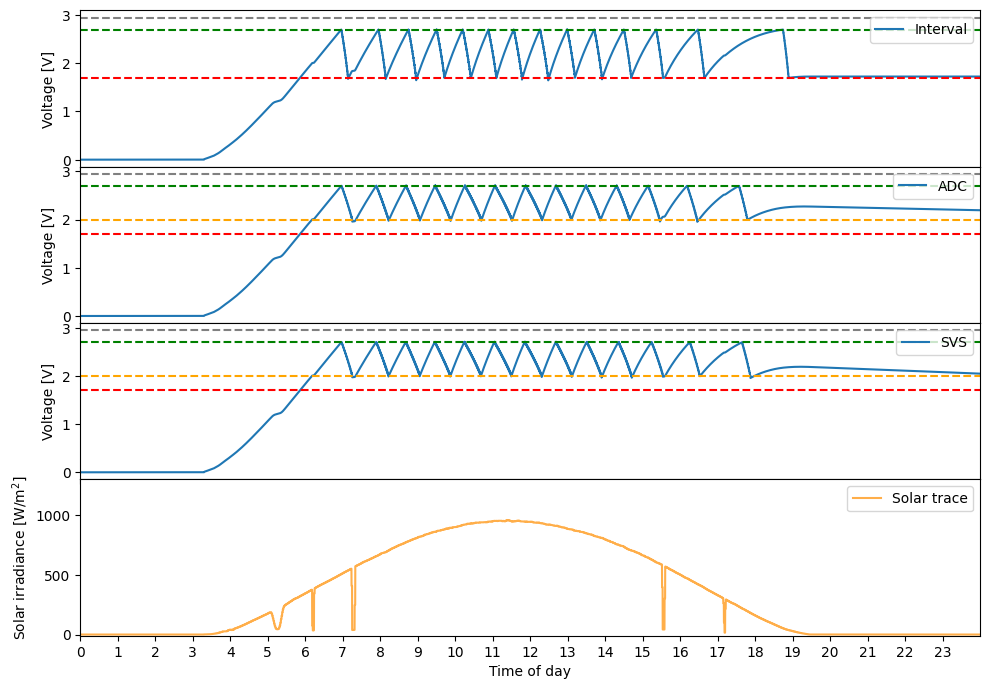 3
2
1
0
Voltage [V]
Interval
3
2
1
0
Voltage [V]
ADC
3
2
1
0
Voltage [V]
SVS
1000
500
0
Solar irradiance [W/m²]
Solar trace
0 1 2 3 4 5 6 7 8 9 10 11 12 13 14 15 16 17 18 19 20 21 22 23
Time of day